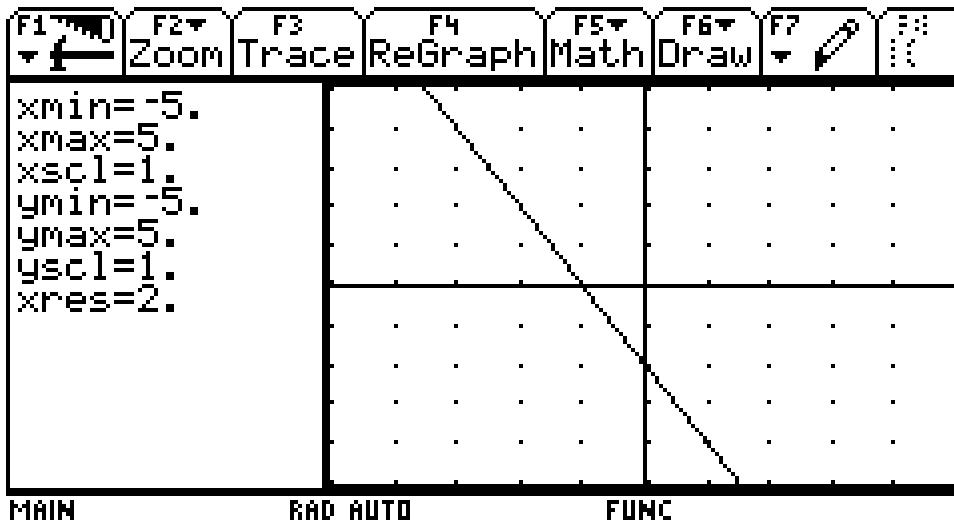 F1 F2 Zoom F3 Trace F4 ReGraph F5 Math F6 Draw F7
xmin=-5.
xmax=5.
xscl=1.
ymin=-5.
ymax=5.
yscl=1.
xres=2.
MAIN RAD AUTO FUNC